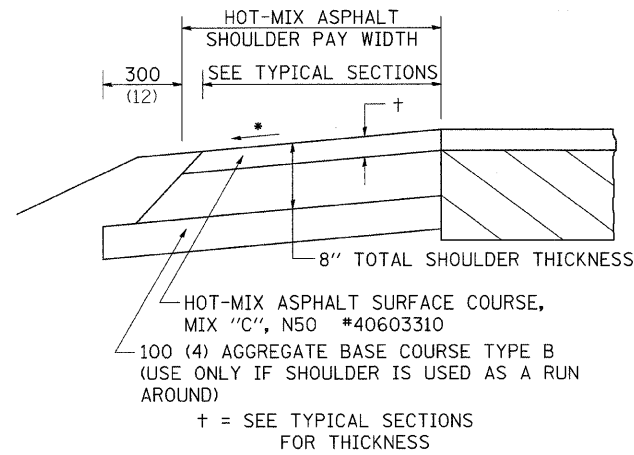 HOT-MIX ASPHALT
SHOULDER PAY WIDTH
300
(12)
SEE TYPICAL SECTIONS
†
*
8" TOTAL SHOULDER THICKNESS
HOT-MIX ASPHALT SURFACE COURSE,
MIX "C", N50 #40603310
100 (4) AGGREGATE BASE COURSE TYPE B
(USE ONLY IF SHOULDER IS USED AS A RUN
AROUND)
† = SEE TYPICAL SECTIONS
FOR THICKNESS